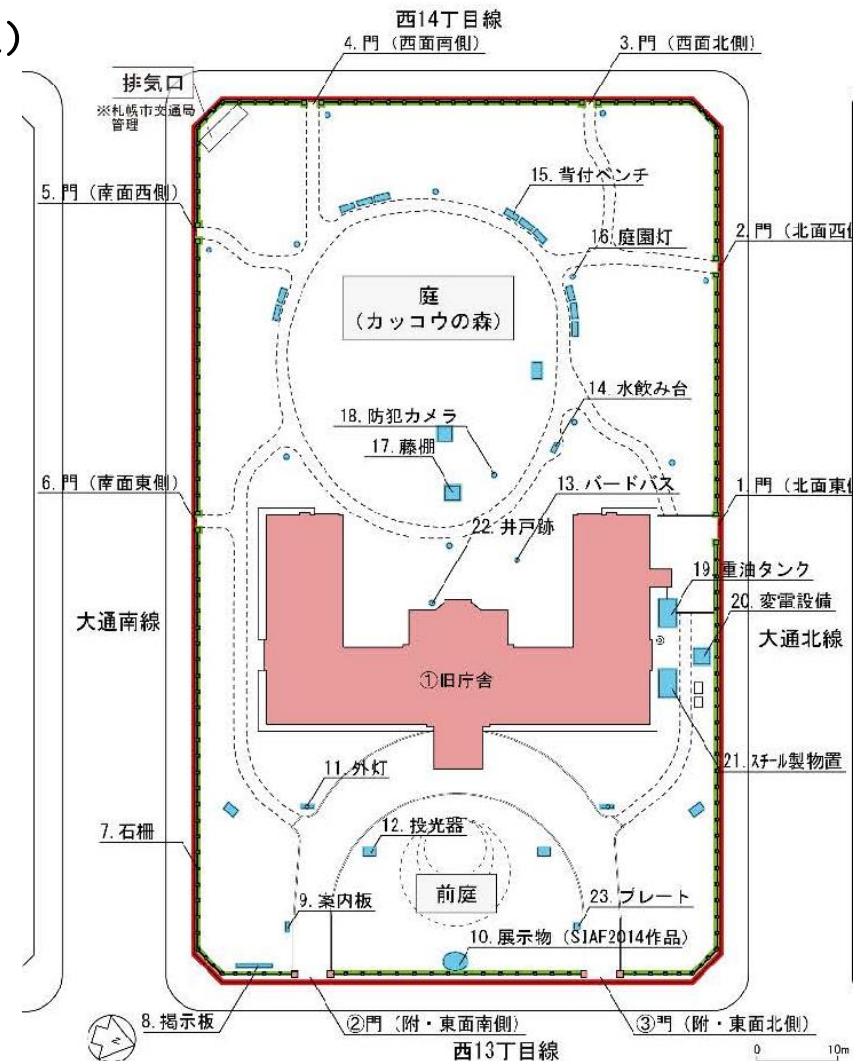 )
西14丁目線
4.門（西面南側）
3.門（西面北側）
排気口
※札幌市交通局
管理
15.背付ベンチ
5.門（南面西側）
16.庭園灯
2.門（北面西側
庭
（カッコウの森）
14.水飲み台
18.防犯カメラ
17.藤棚
13.バードバス
6.門（南面東側）
1.門（北面東側
22.井戸跡
19.重油タンク
20.変電設備
大通南線
大通北線
①旧庁舎
21.スチール製物置
11.外灯
7.石柵
12.投光器
前庭
9.案内板
23.プレート
10.展示物（SIAF2014作品）
8.掲示板
②門（附・東面南側）
③門（附・東面北側）
西13丁目線
0 10m